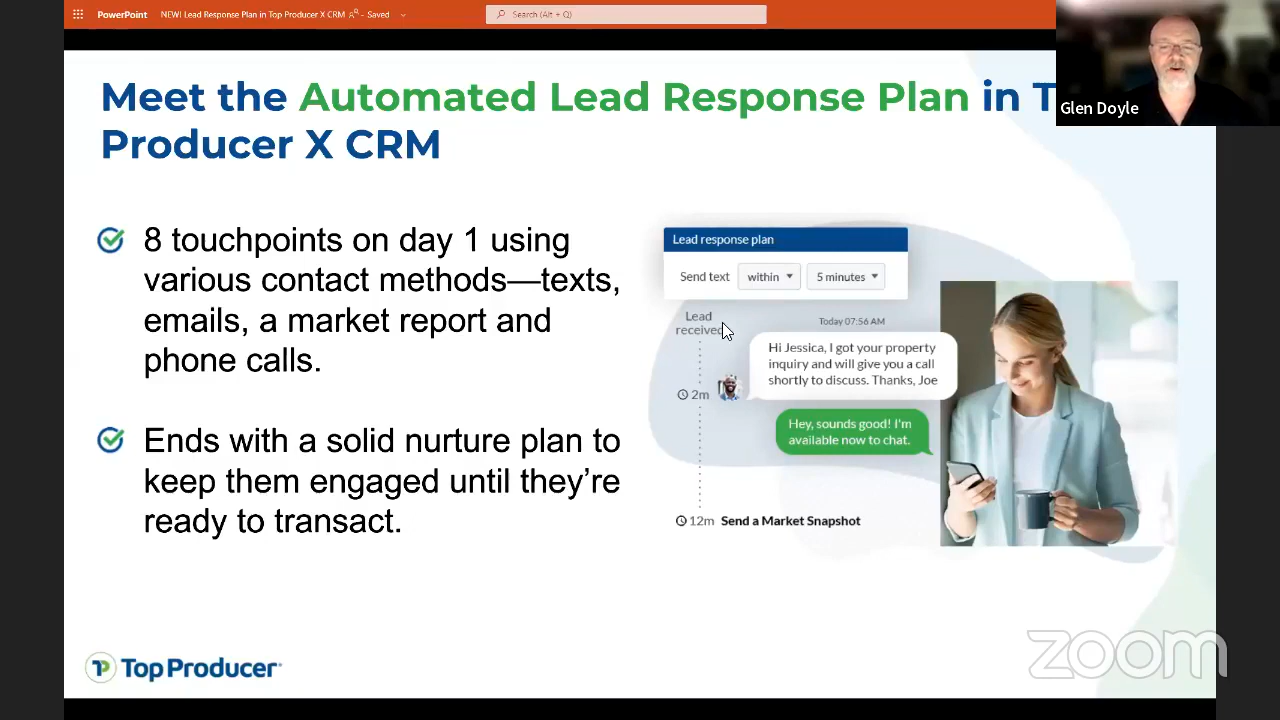 PowerPoint NEW! Lead Response Plan in Top Producer X CRM - Saved Search (Alt + Q)
Glen Doyle
Meet the Automated Lead Response Plan in T
Producer X CRM
8 touchpoints on day 1 using
various contact methods—texts,
emails, a market report and
phone calls.
Ends with a solid nurture plan to
keep them engaged until they’re
ready to transact.
Lead response plan
Send text within 5 minutes
Lead
received
Today 07:56 AM
Hi Jessica, I got your property
inquiry and will give you a call
shortly to discuss. Thanks, Joe
2m
Hey, sounds good! I'm
available now to chat.
12m Send a Market Snapshot
Top Producer
zoom